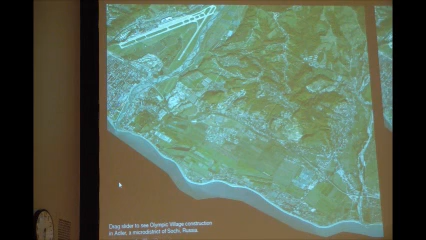 Drag slider to see Olympic Village construction
in Adler, a microdistrict of Sochi, Russia.